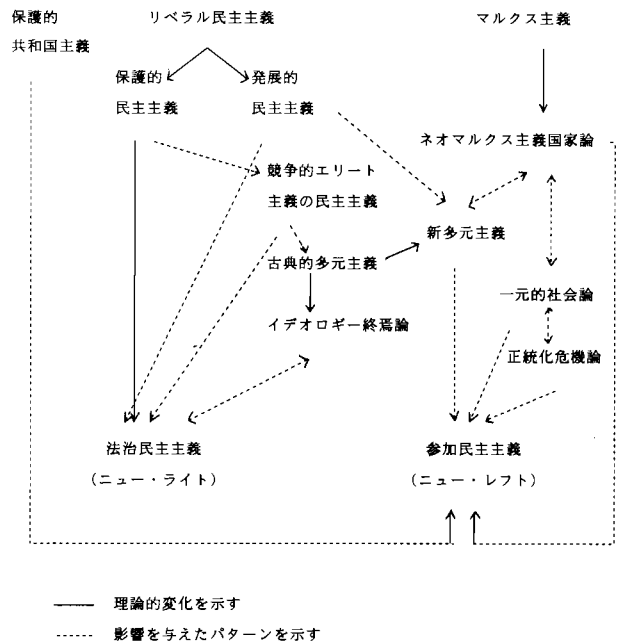 保護的
共和国主義
リベラル民主主義
マルクス主義
保護的
民主主義
発展的
民主主義
ネオマルクス主義国家論
競争的エリート
主義の民主主義
新多元主義
古典的多元主義
一元的社会論
イデオロギー終焉論
正統化危機論
法治民主主義
(ニュー・ライト)
参加民主主義
(ニュー・レフト)
理論的変化を示す
影響を与えたパターンを示す